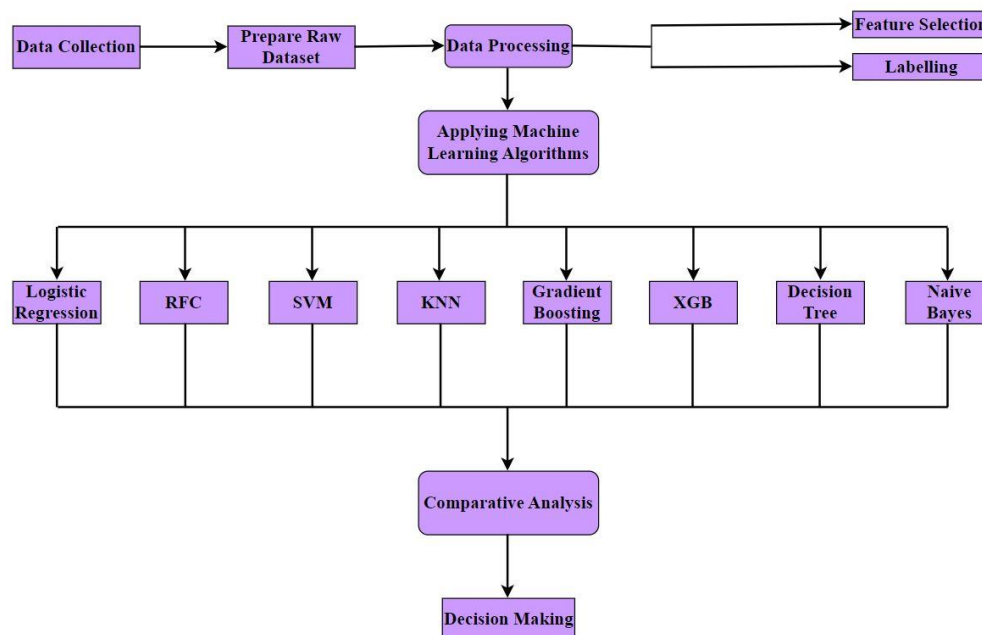 Data Collection
Prepare Raw
Dataset
Data Processing
Feature Selection
Labelling
Applying Machine
Learning Algorithms
Logistic
Regression
RFC
SVM
KNN
Gradient
Boosting
XGB
Decision
Tree
Naive
Bayes
Comparative Analysis
Decision Making